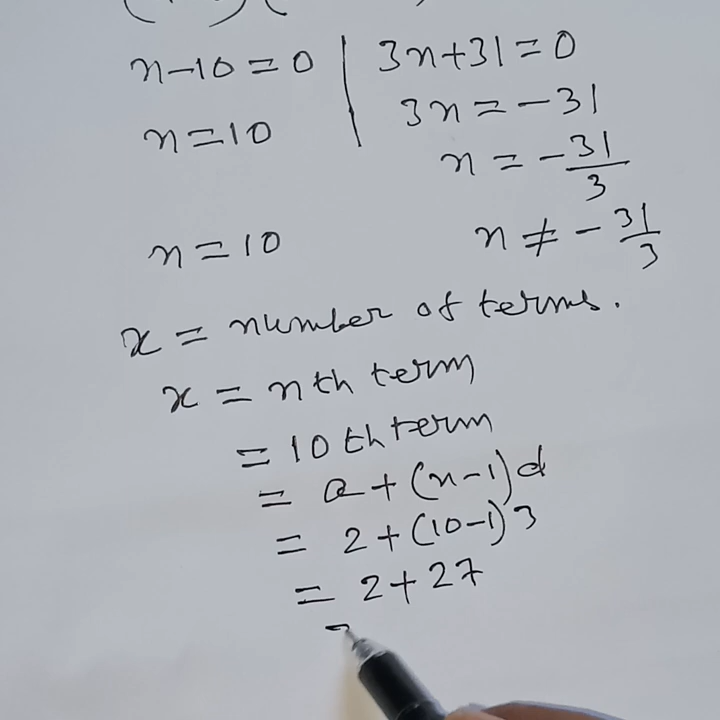 n-10=0 | 3n+31=0
n=10 3n=-31
n=-31/3
n=10 n≠-31/3
x=number of terms.
x=nth term
=10th term
=a+(n-1)d
=2+(10-1)3
=2+27